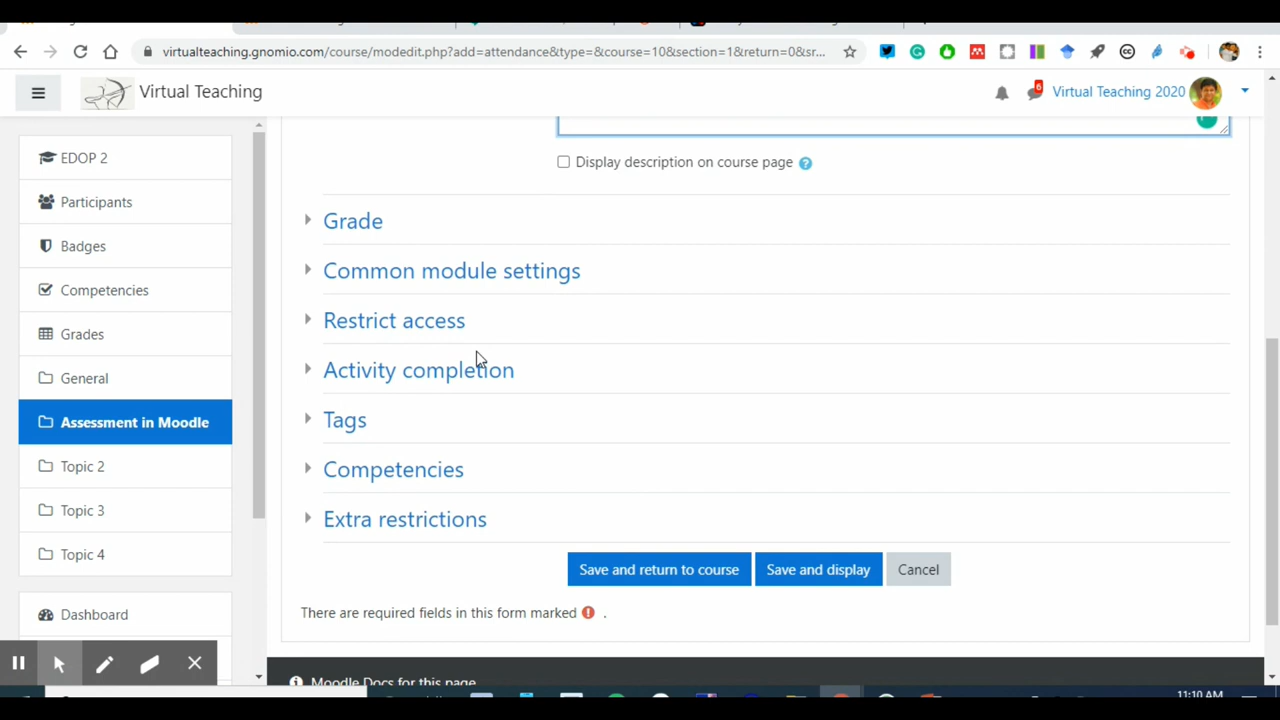 virtualteaching.gnomio.com/course/modedit.php?add=attendance&type=&course=10&section=1&return=0&sr...
Virtual Teaching
6
Virtual Teaching 2020
EDOP 2
Participants
Badges
Competencies
Grades
General
Assessment in Moodle
Topic 2
Topic 3
Topic 4
Dashboard
Display description on course page
Grade
Common module settings
Restrict access
Activity completion
Tags
Competencies
Extra restrictions
Save and return to course Save and display Cancel
There are required fields in this form marked .
Moodle Docs for this page
11:10 AM